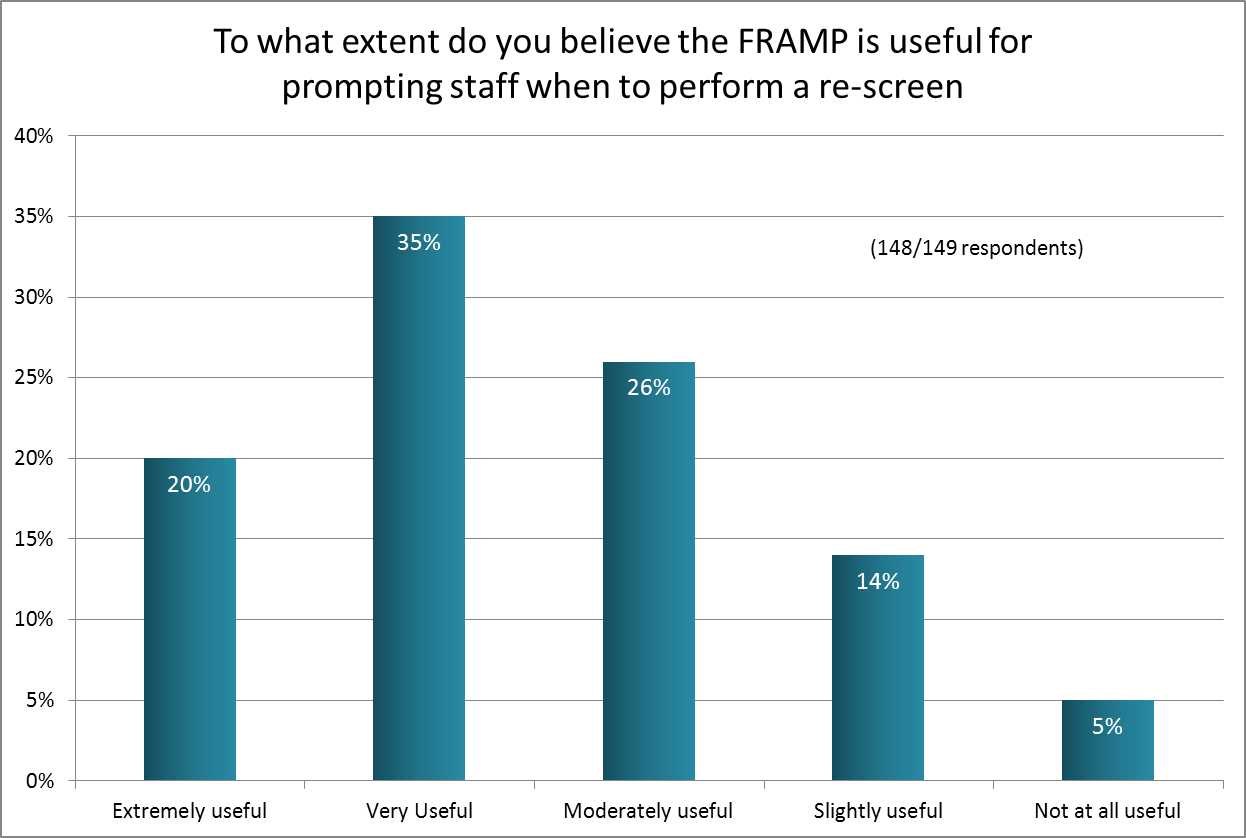 To what extent do you believe the FRAMP is useful for
prompting staff when to perform a re-screen
40%
35%
30%
25%
20%
15%
10%
5%
0%
(148/149 respondents)
20%
35%
26%
14%
5%
Extremely useful
Very Useful
Moderately useful
Slightly useful
Not at all useful